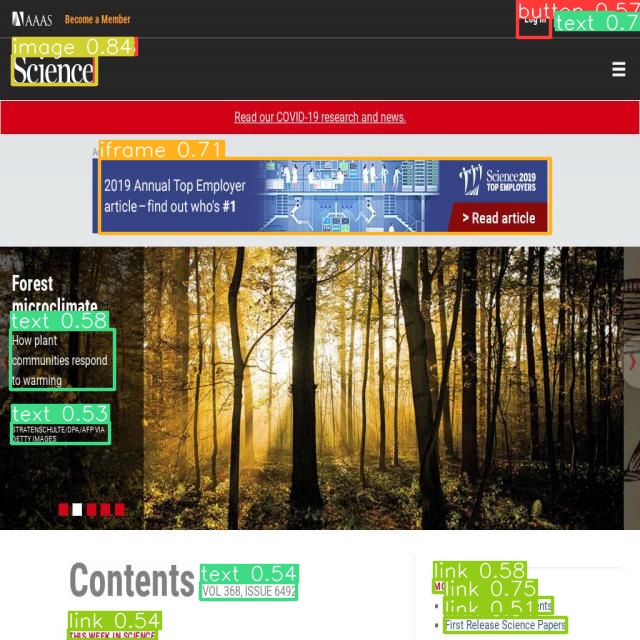 AAAS
Become a Member
button 0.57
text 0.7
Log In
image 0.84
Science
Read our COVID-19 research and news.
iframe 0.71
2019 Annual Top Employer
article – find out who's #1
Science 2019
TOP EMPLOYERS
> Read article
Forest
microclimate
text 0.58
How plant
communities respond
to warming
text 0.53
STRATENSCHULTE/DPA/AFP VIA
GETTY IMAGES
Contents
text 0.54
VOL 368, ISSUE 6492
link 0.54
THIS WEEK IN SCIENCE
link 0.58
link 0.75
link 0.51
First Release Science Papers